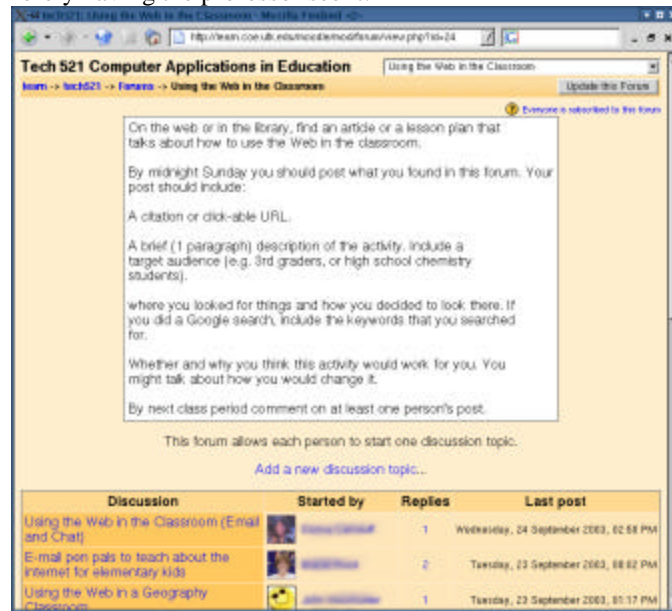 tech521: Using the Web in the Classroom - Mozilla Firebird <2>
Tech 521 Computer Applications in Education
Using the Web in the Classroom
learn -> tech521 -> Forums -> Using the Web in the Classroom
Update this Forum
Everyone is subscribed to this forum
On the web or in the library, find an article or a lesson plan that
talks about how to use the Web in the classroom.
By midnight Sunday you should post what you found in this forum. Your
post should include:
A citation or click-able URL.
A brief (1 paragraph) description of the activity. Include a
target audience (e.g. 3rd graders, or high school chemistry
students).
where you looked for things and how you decided to look there. If
you did a Google search, include the keywords that you searched
for.
Whether and why you think this activity would work for you. You
might talk about how you would change it.
By next class period comment on at least one person's post.
This forum allows each person to start one discussion topic.
Add a new discussion topic...
Discussion Started by Replies Last post
Using the Web in the Classroom (Email
and Chat) 1 Wednesday, 24 September 2003, 02:58 PM
E-mail pen pals to teach about the
internet for elementary kids 2 Tuesday, 23 September 2003, 08:02 PM
Using the Web in a Geography
Classroom 1 Tuesday, 23 September 2003, 01:17 PM